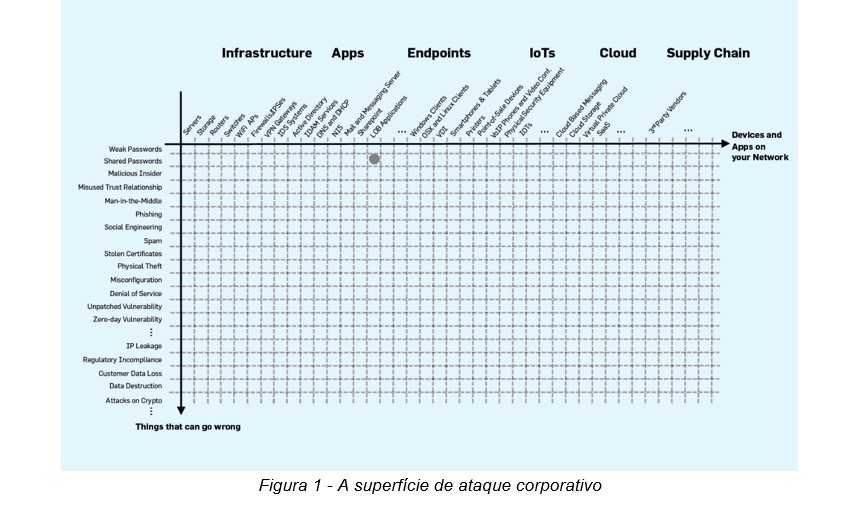 Infrastructure Apps Endpoints IoTs Cloud Supply Chain
Servers
Storage
Routers
Switches
WiFi APs
Firewalls/IPSes
VPN Gateways
IDS Systems
Active Directory
IDAM Services
DNS and DHCP
NIS
Mail and Messaging Server
Sharepoint
LOB Applications
...
Windows Clients
OSX and Linux Clients
VDI
Smartphones & Tablets
Printers
Point-of-Sale Devices
VoIP Phones and Video Conf.
Physical Security Equipment
IOTs
...
Cloud Based Messaging
Cloud Storage
Virtual Private Cloud
SaaS
...
3rd Party Vendors
...
Devices and
Apps on
your Network
Weak Passwords
Shared Passwords
Malicious Insider
Misused Trust Relationship
Man-in-the-Middle
Phishing
Social Engineering
Spam
Stolen Certificates
Physical Theft
Misconfiguration
Denial of Service
Unpatched Vulnerability
Zero-day Vulnerability
⋮
IP Leakage
Regulatory Incompliance
Customer Data Loss
Data Destruction
Attacks on Crypto
⋮
Things that can go wrong
Figura 1 - A superfície de ataque corporativo